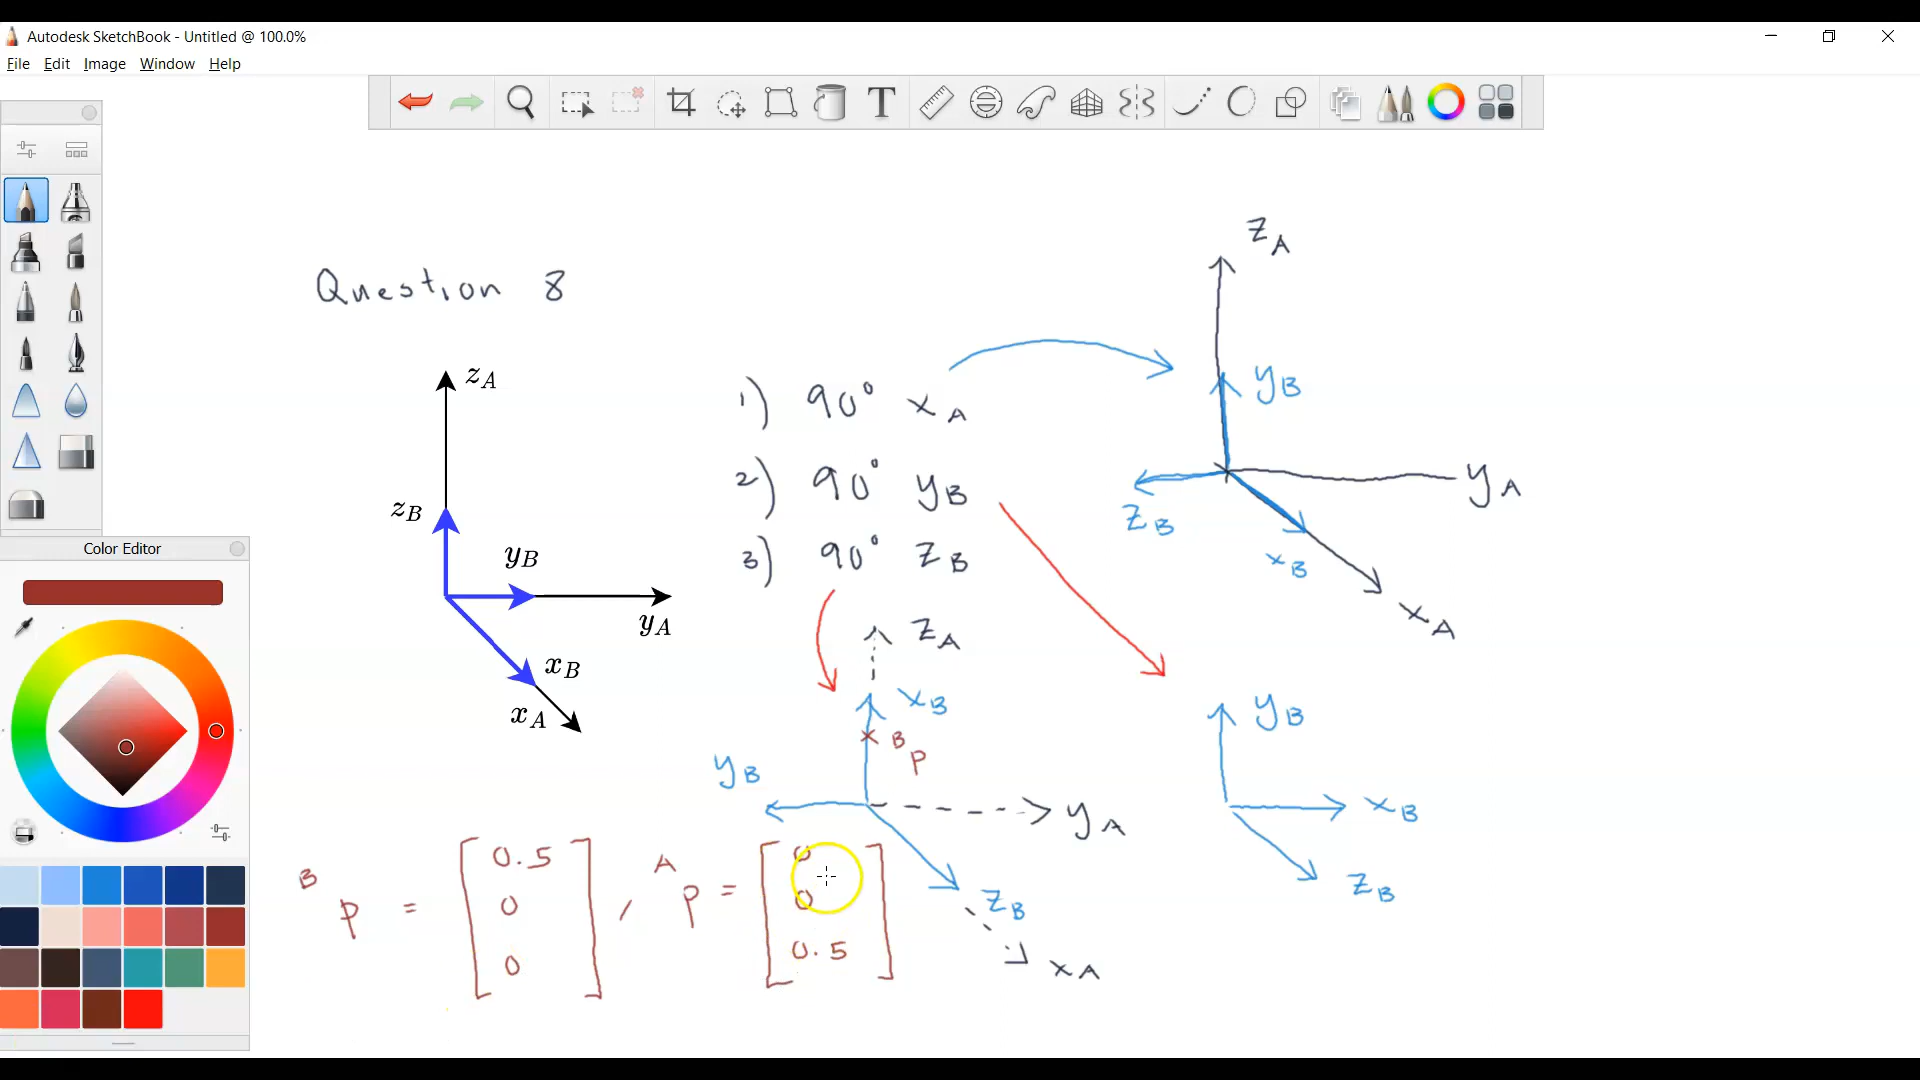 Autodesk SketchBook - Untitled @ 100.0%
File Edit Image Window Help
T
Color Editor
Question 8
zA
zB
yB
yA
xB
xA
1) 90° xA
2) 90° yB
3) 90° zB
zA
yB
yA
zB
xB
xA
zA
xB
B p
yB
yA
zB
xA
yB
xB
zB
B p = [ 0.5 0 0 ] , A p = [ 0 0 0.5 ]